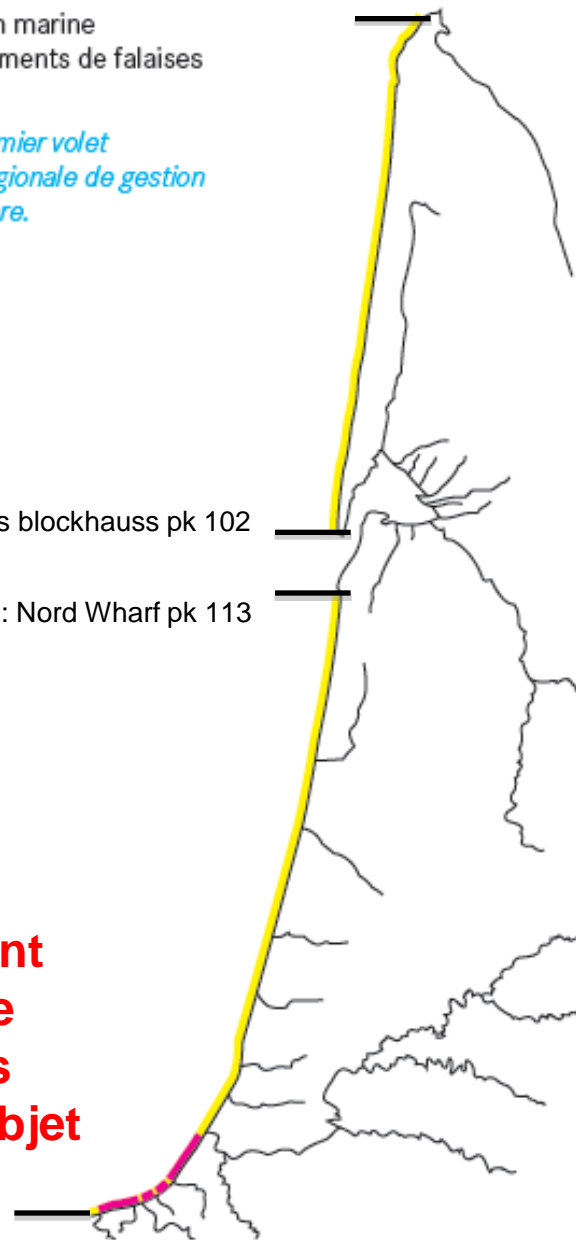 n marine
ments de falaises
mier volet
gionale de gestion
re.
s blockhauss pk 102
: Nord Wharf pk 113
nt
e
s
bjet